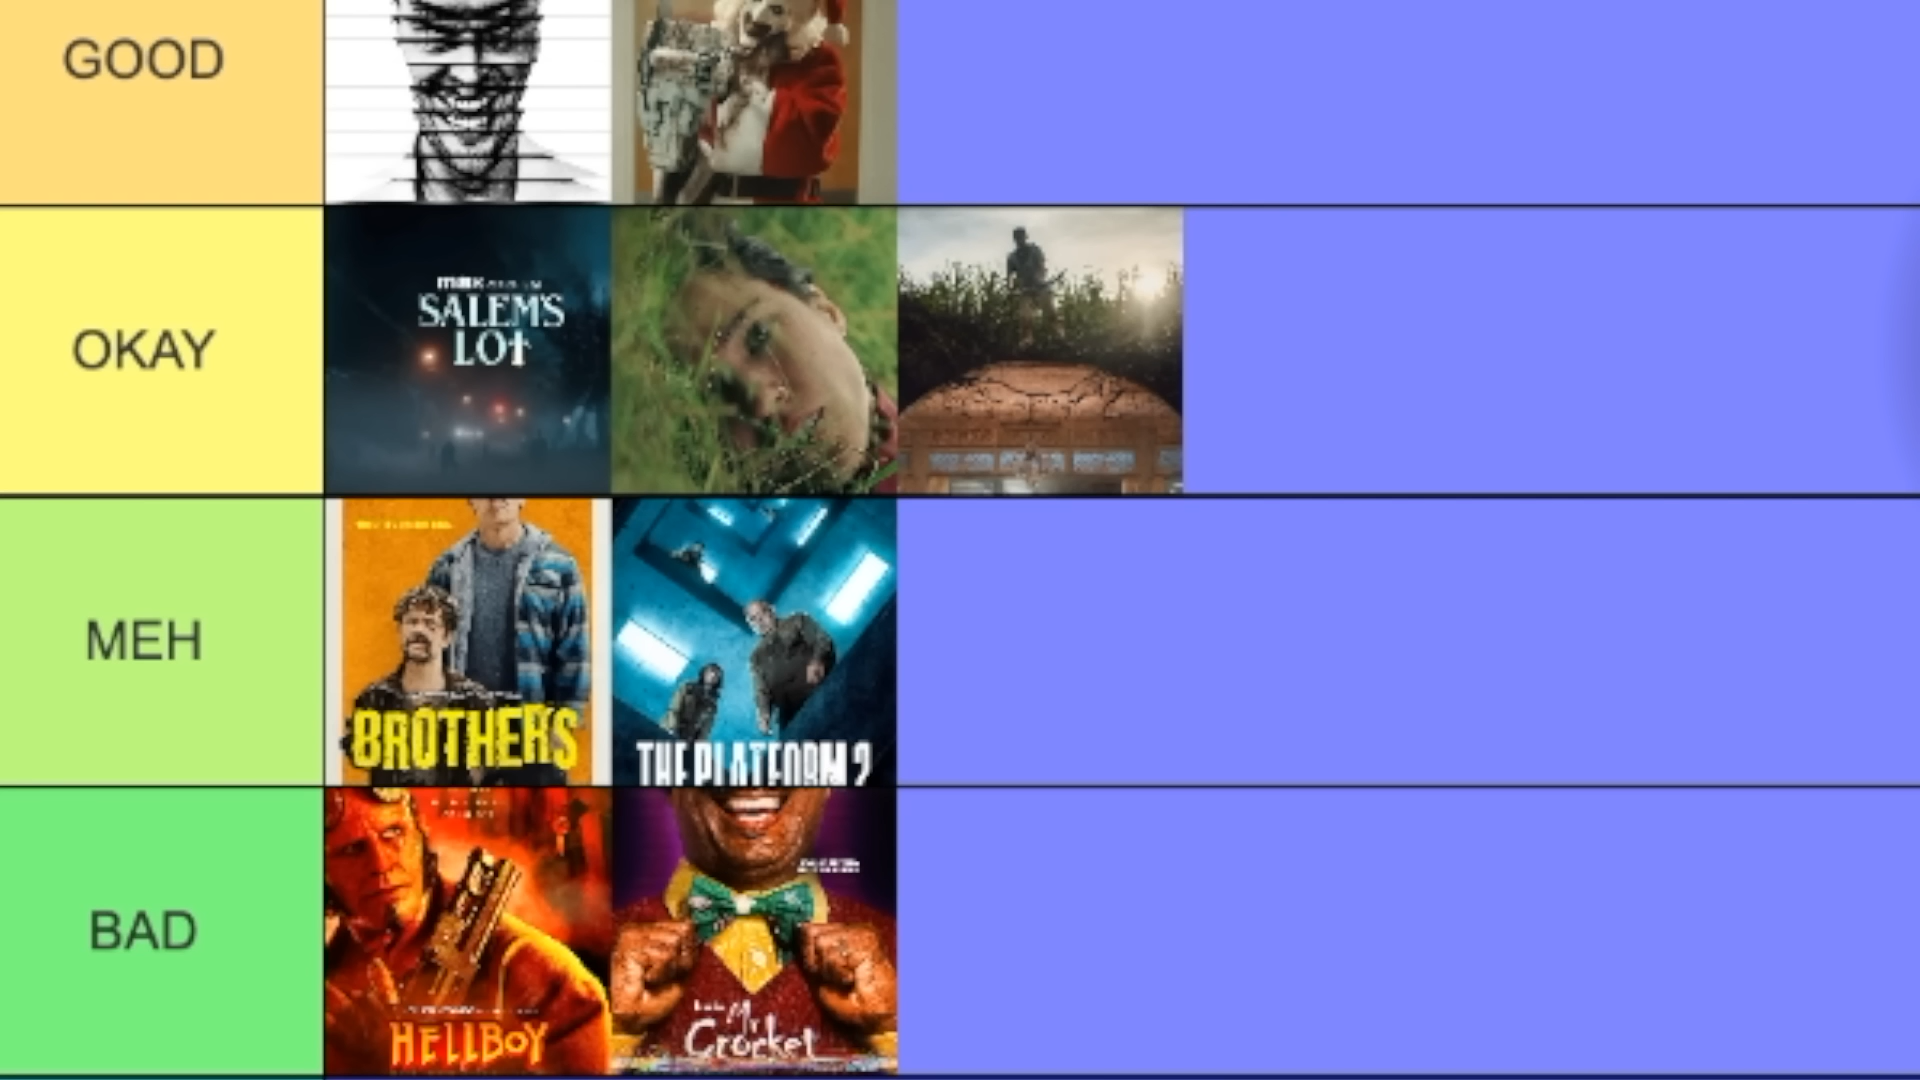 GOOD
OKAY
SALEM'S
LOT
MEH
BROTHERS
THE PLATFORM 2
BAD
HELLBOY
Mr.
Crocket